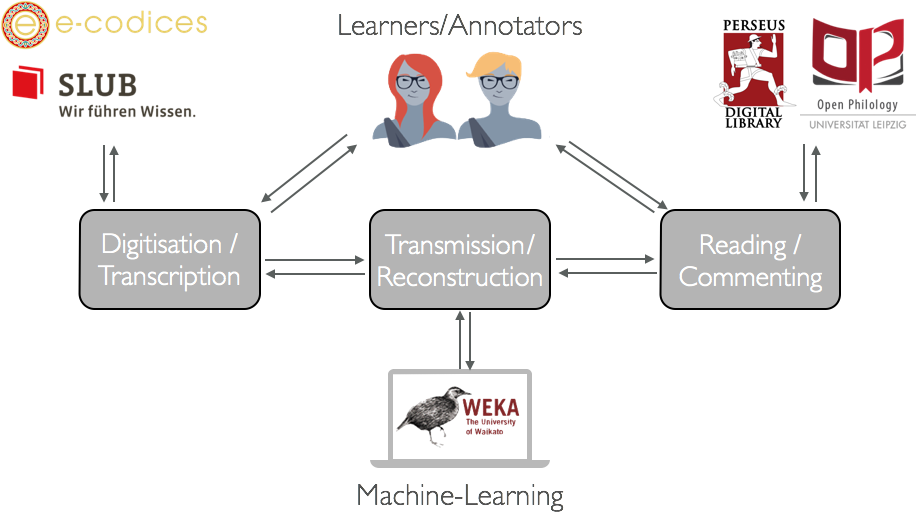 e-codices
SLUB
Wir führen Wissen.
Learners/Annotators
PERSEUS
DIGITAL
LIBRARY
Open Philology
UNIVERSITAT LEIPZIG
Digitisation /
Transcription
Transmission/
Reconstruction
Reading /
Commenting
WEKA
The University
of Waikato
Machine-Learning